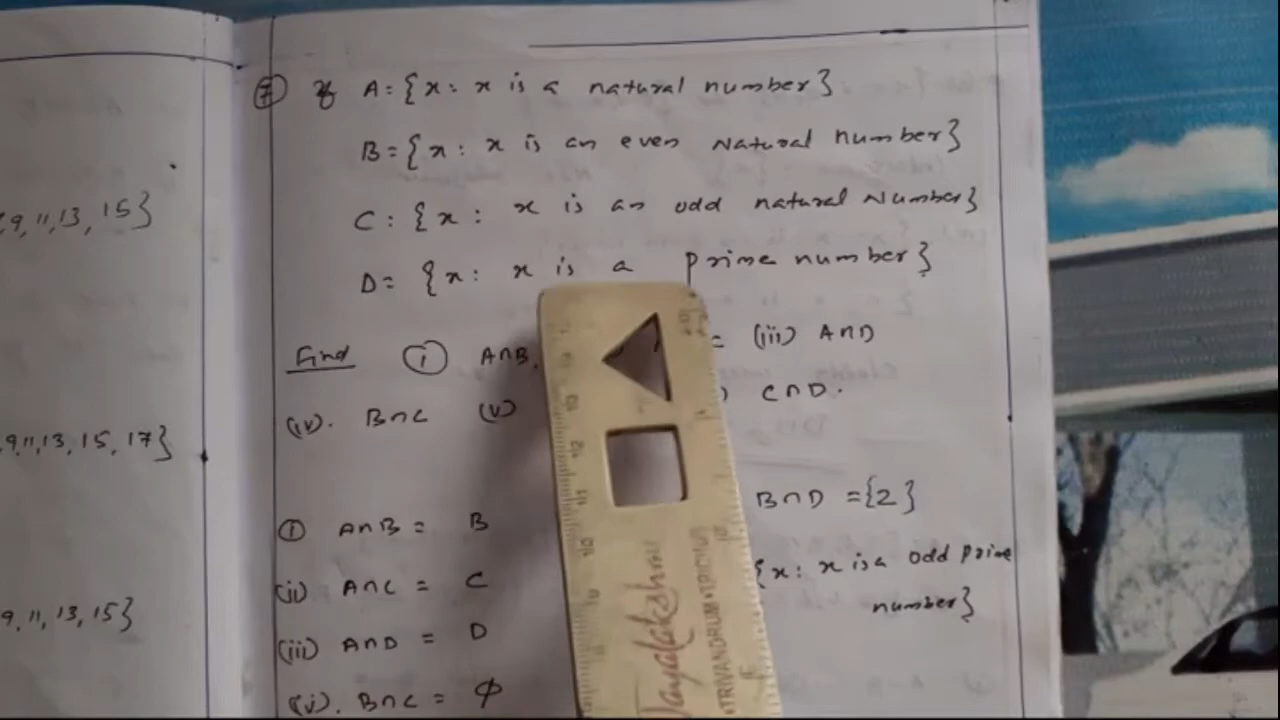 9, 11, 13, 15}
9, 11, 13, 15, 17}
9, 11, 13, 15}
⑦ If A = {x : x is a natural number}
B = {x : x is an even Natural number}
C : {x : x is an odd natural Number}
D = {x : x is a prime number}
Find ⓘ A∩B, = (iii) A∩D
(iv). B∩C (v) ) C∩D.
ⓘ A∩B = B B∩D = {2}
(ii) A∩C = C {x : x is a odd prime
number}
(iii) A∩D = D
(iv). B∩C = φ
Jayalakshmi
TRIVANDRUM